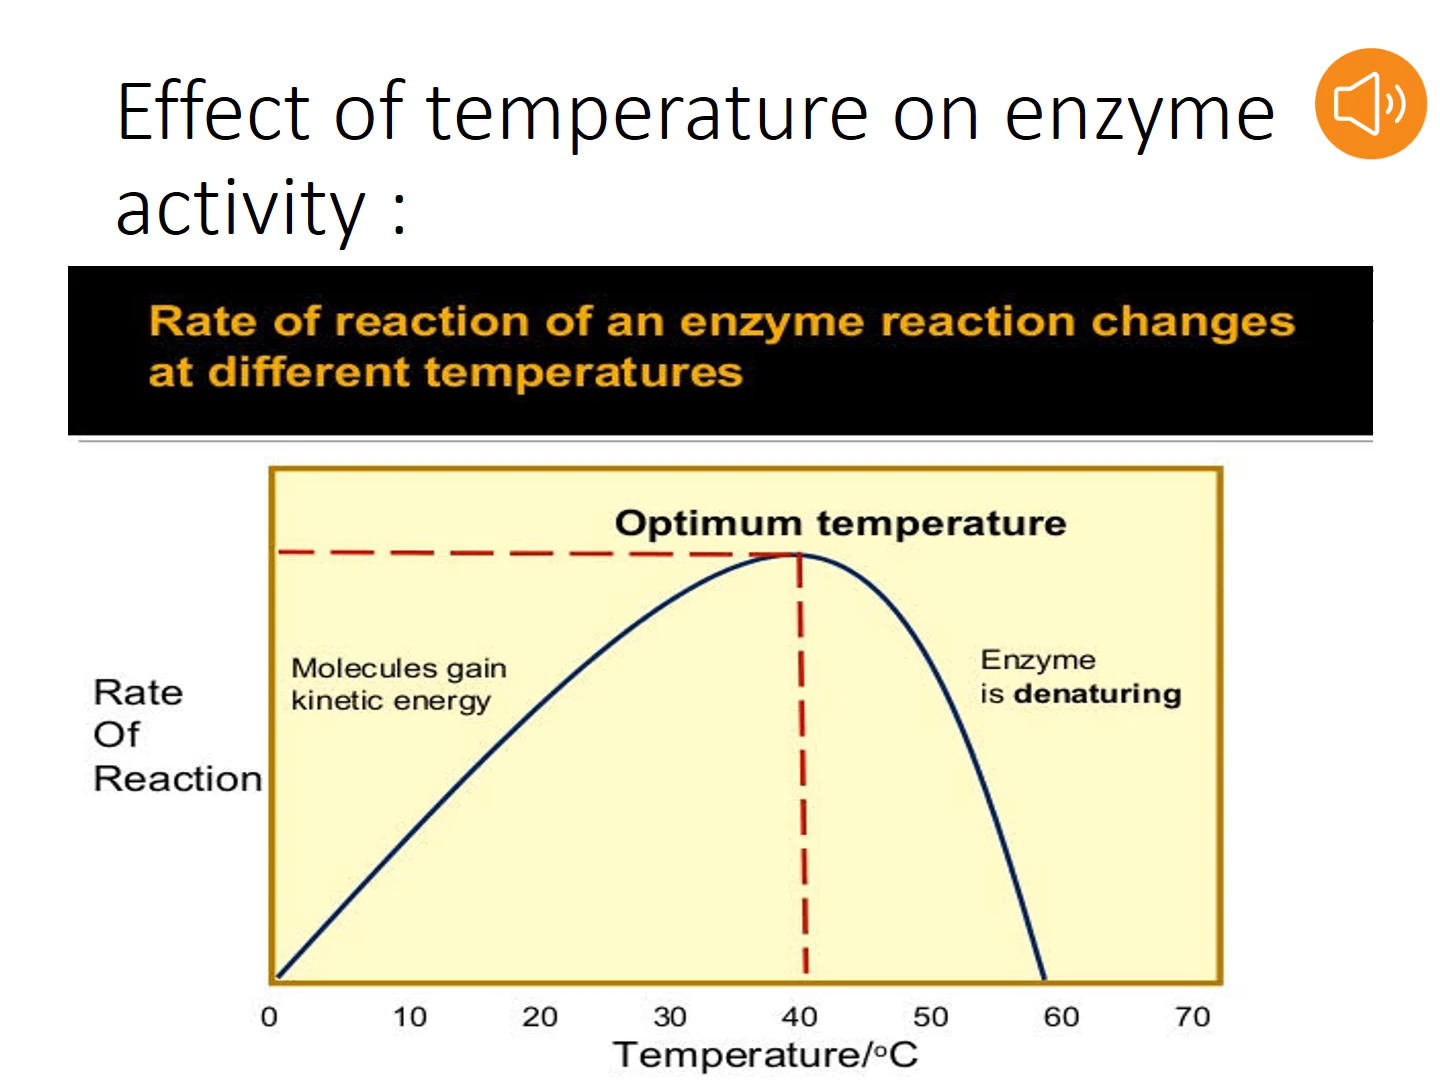 Effect of temperature on enzyme
activity :
Rate of reaction of an enzyme reaction changes
at different temperatures
Optimum temperature
Molecules gain
kinetic energy
Enzyme
is denaturing
Rate
Of
Reaction
0 10 20 30 40 50 60 70
Temperature/°C